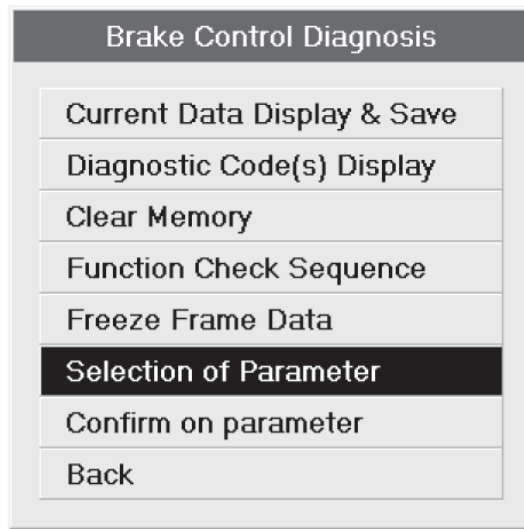 Brake Control Diagnosis
Current Data Display & Save
Diagnostic Code(s) Display
Clear Memory
Function Check Sequence
Freeze Frame Data
Selection of Parameter
Confirm on parameter
Back